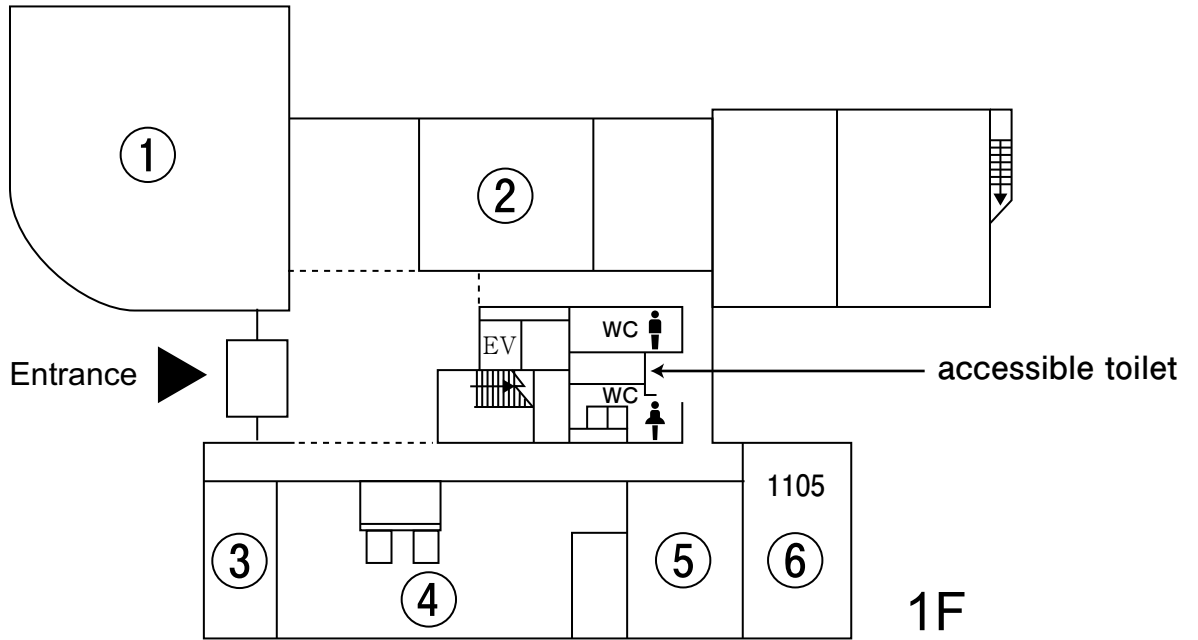 ①
②
WC
EV
Entrance
accessible toilet
WC
1105
③
④
⑤
⑥
1F